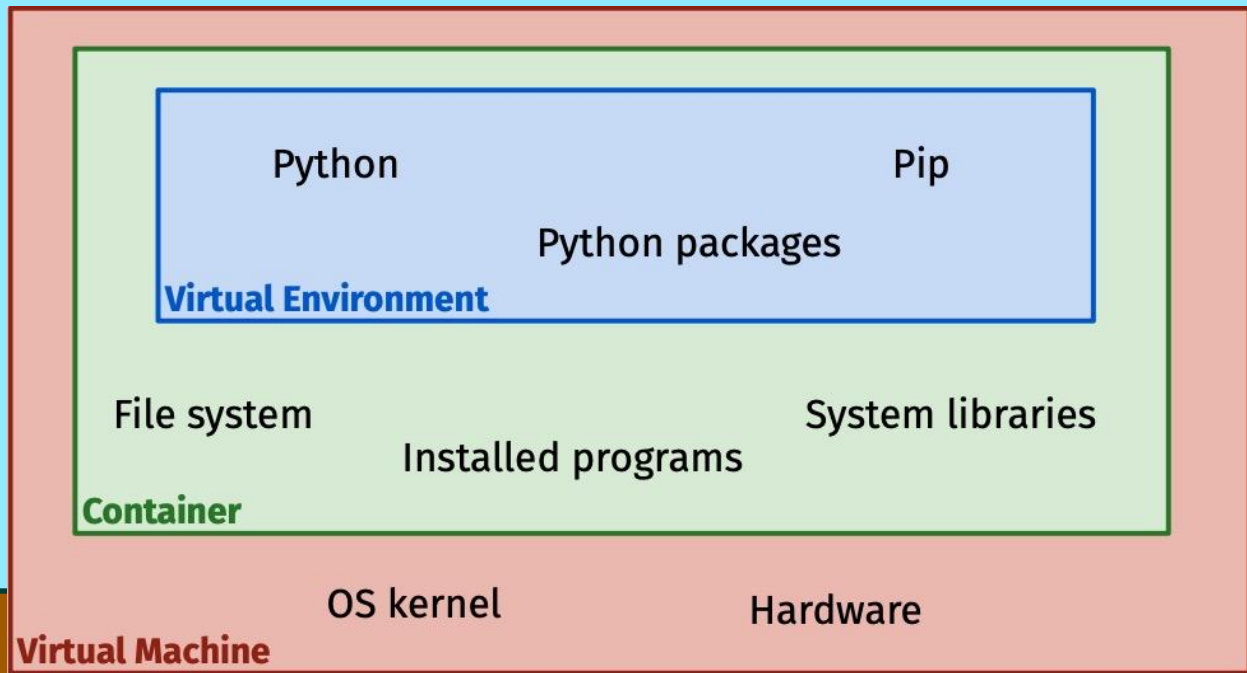 Python
Pip
Python packages
Virtual Environment
File system
System libraries
Installed programs
Container
OS kernel
Hardware
Virtual Machine